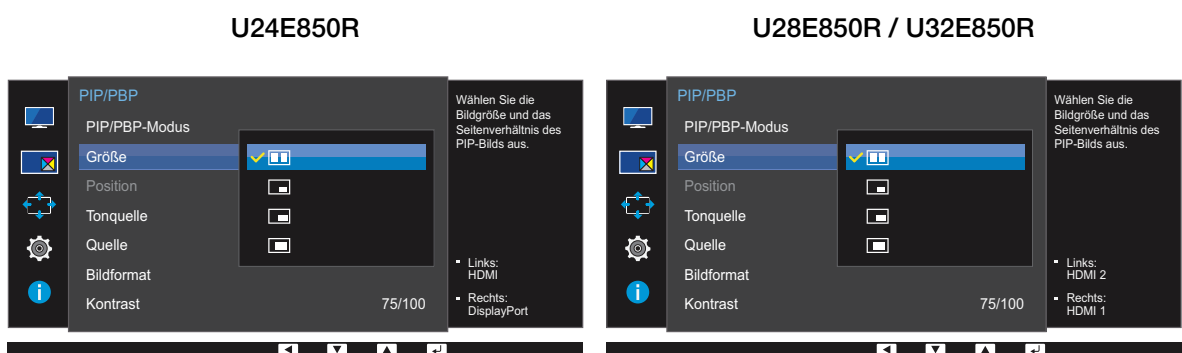 U24E850R
PIP/PBP
PIP/PBP-Modus
Größe
Position
Tonquelle
Quelle
Bildformat
Kontrast 75/100
Wählen Sie die
Bildgröße und das
Seitenverhältnis des
PIP-Bilds aus.
Links:
HDMI
Rechts:
DisplayPort
U28E850R / U32E850R
PIP/PBP
PIP/PBP-Modus
Größe
Position
Tonquelle
Quelle
Bildformat
Kontrast 75/100
Wählen Sie die
Bildgröße und das
Seitenverhältnis des
PIP-Bilds aus.
Links:
HDMI 2
Rechts:
HDMI 1